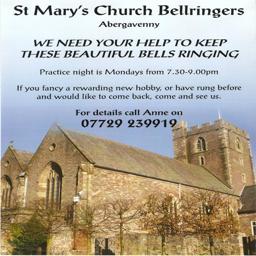 St Mary's Church Bellringers
Abergavenny
WE NEED YOUR HELP TO KEEP
THESE BEAUTIFUL BELLS RINGING
Practice night is Mondays from 7.30-9.00pm
If you fancy a rewarding new hobby, or have rung before
and would like to come back, come and see us.
For details call Anne on
07729 239919